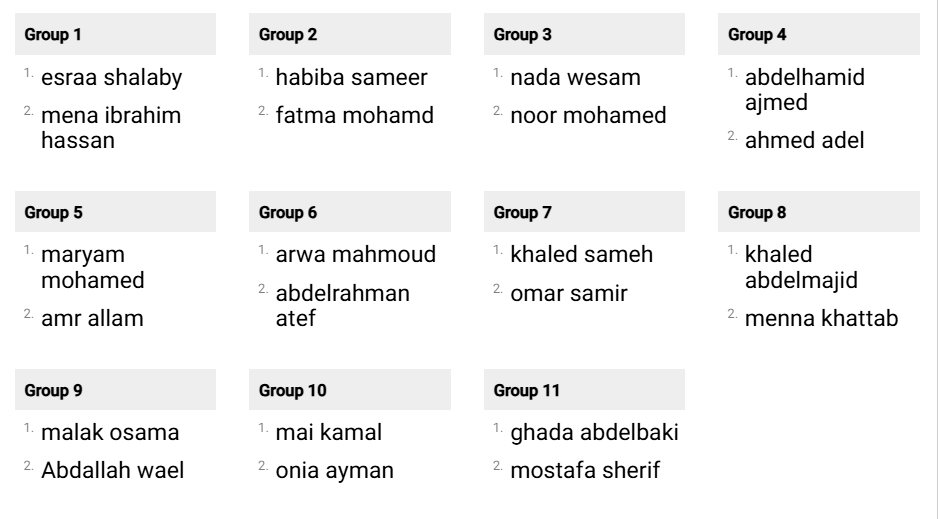 Group 1
1. esraa shalaby
2. mena ibrahim
hassan
Group 2
1. habiba sameer
2. fatma mohamd
Group 3
1. nada wesam
2. noor mohamed
Group 4
1. abdelhamid
ajmed
2. ahmed adel
Group 5
1. maryam
mohamed
2. amr allam
Group 6
1. arwa mahmoud
2. abdelrahman
atef
Group 7
1. khaled sameh
2. omar samir
Group 8
1. khaled
abdelmajid
2. menna khattab
Group 9
1. malak osama
2. Abdallah wael
Group 10
1. mai kamal
2. onia ayman
Group 11
1. ghada abdelbaki
2. mostafa sherif